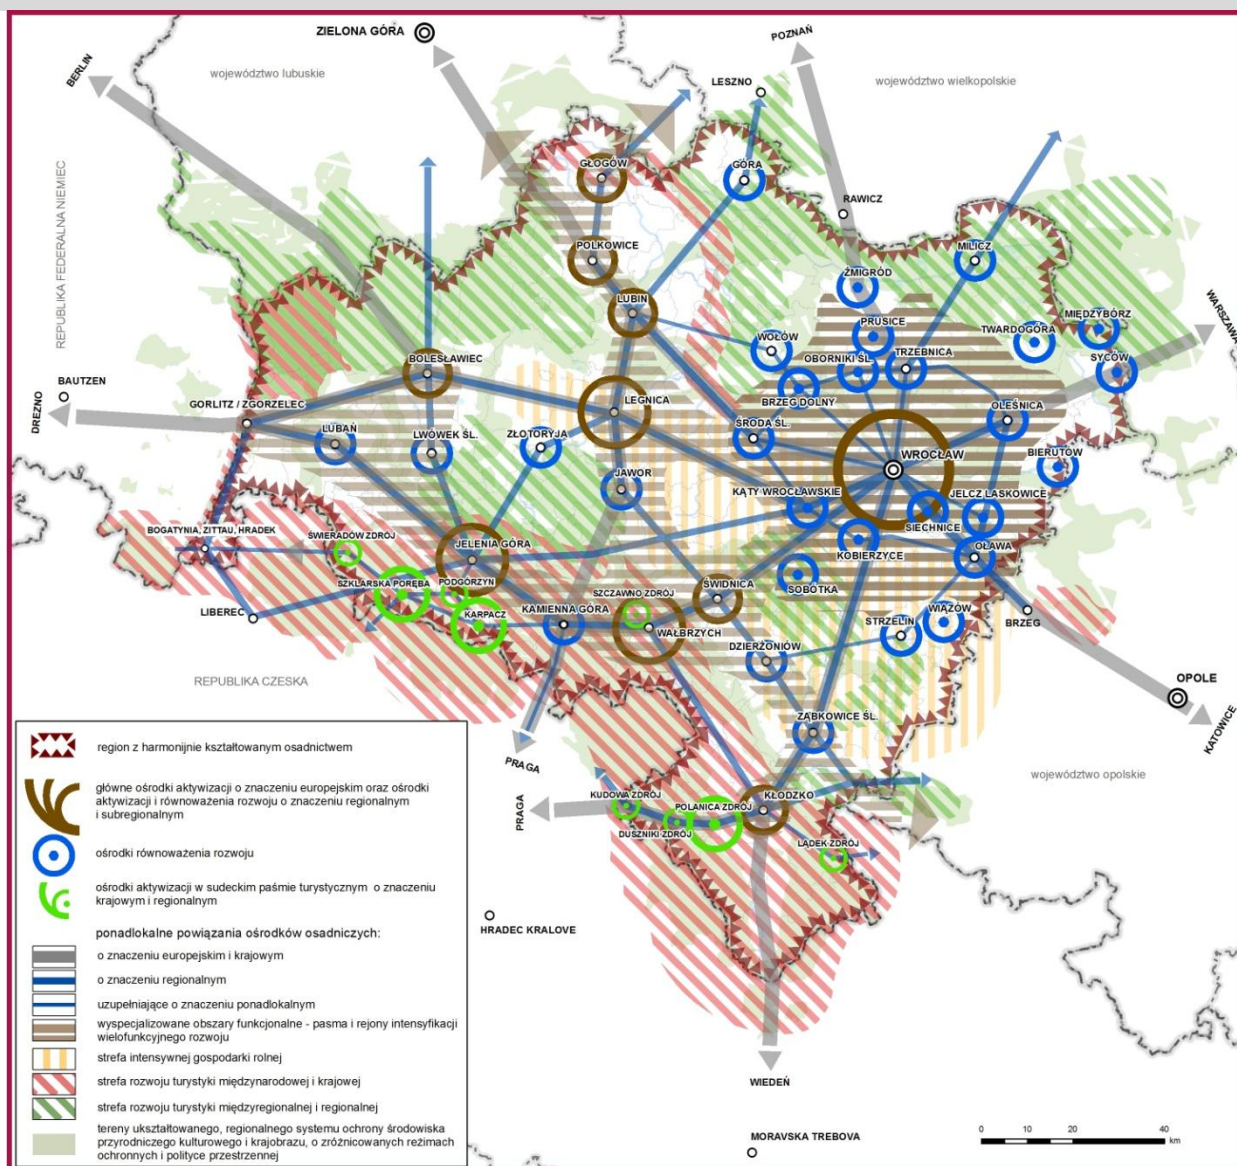 ZIELONA GÓRA
POZNAŃ
BERLIN
województwo lubuskie
LESZNO
województwo wielkopolskie
REPUBLIKA FEDERALNA NIEMIEC
GŁOGÓW
GÓRA
RAWICZ
POLKOWICE
MILICZ
ŻMIGRÓD
LUBIN
WARSZAWA
MIĘDZYBÓRZ
PRUSICE
TWARDOGÓRA
WOŁÓW
OBORNIKI ŚL.
TRZEBNICA
SYCÓW
BOLESŁAWIEC
BAUTZEN
DREZNO
GORLITZ / ZGORZELEC
LEGNICA
BRZEG DOLNY
OLEŚNICA
LUBAŃ
LWÓWEK ŚL.
ZŁOTORYJA
ŚRODA ŚL.
WROCŁAW
BIERUTÓW
JAWOR
KĄTY WROCŁAWSKIE
JELCZ LASKOWICE
SIECHNICE
BOGATYNIA, ZITTAU, HRADEK
ŚWIERADÓW ZDRÓJ
JELENIA GÓRA
KOBIERZYCE
OŁAWA
SZKLARSKA PORĘBA
PODGÓRZYN
ŚWIDNICA
SOBÓTKA
SZCZAWNO ZDRÓJ
LIBEREC
KARPACZ
KAMIENNA GÓRA
WAŁBRZYCH
STRZELIN
WIĄZÓW
BRZEG
DZIERŻONIÓW
REPUBLIKA CZESKA
OPOLE
ZĄBKOWICE ŚL.
KATOWICE
PRAGA
województwo opolskie
KUDOWA ZDRÓJ
POLANICA ZDRÓJ
KŁODZKO
PRAGA
DUSZNIKI ZDRÓJ
LĄDEK ZDRÓJ
HRADEC KRALOVE
WIEDEŃ
MORAVSKA TREBOVA
0 10 20 40
km
region z harmonijnie kształtowanym osadnictwem
główne ośrodki aktywizacji o znaczeniu europejskim oraz ośrodki
aktywizacji i równoważenia rozwoju o znaczeniu regionalnym
i subregionalnym
ośrodki równoważenia rozwoju
ośrodki aktywizacji w sudeckim paśmie turystycznym o znaczeniu
krajowym i regionalnym
ponadlokalne powiązania ośrodków osadniczych:
o znaczeniu europejskim i krajowym
o znaczeniu regionalnym
uzupełniające o znaczeniu ponadlokalnym
wyspecjalizowane obszary funkcjonalne - pasma i rejony intensyfikacji
wielofunkcyjnego rozwoju
strefa intensywnej gospodarki rolnej
strefa rozwoju turystyki międzynarodowej i krajowej
strefa rozwoju turystyki międzyregionalnej i regionalnej
tereny ukształtowanego, regionalnego systemu ochrony środowiska
przyrodniczego kulturowego i krajobrazu, o zróżnicowanych reżimach
ochronnych i polityce przestrzennej